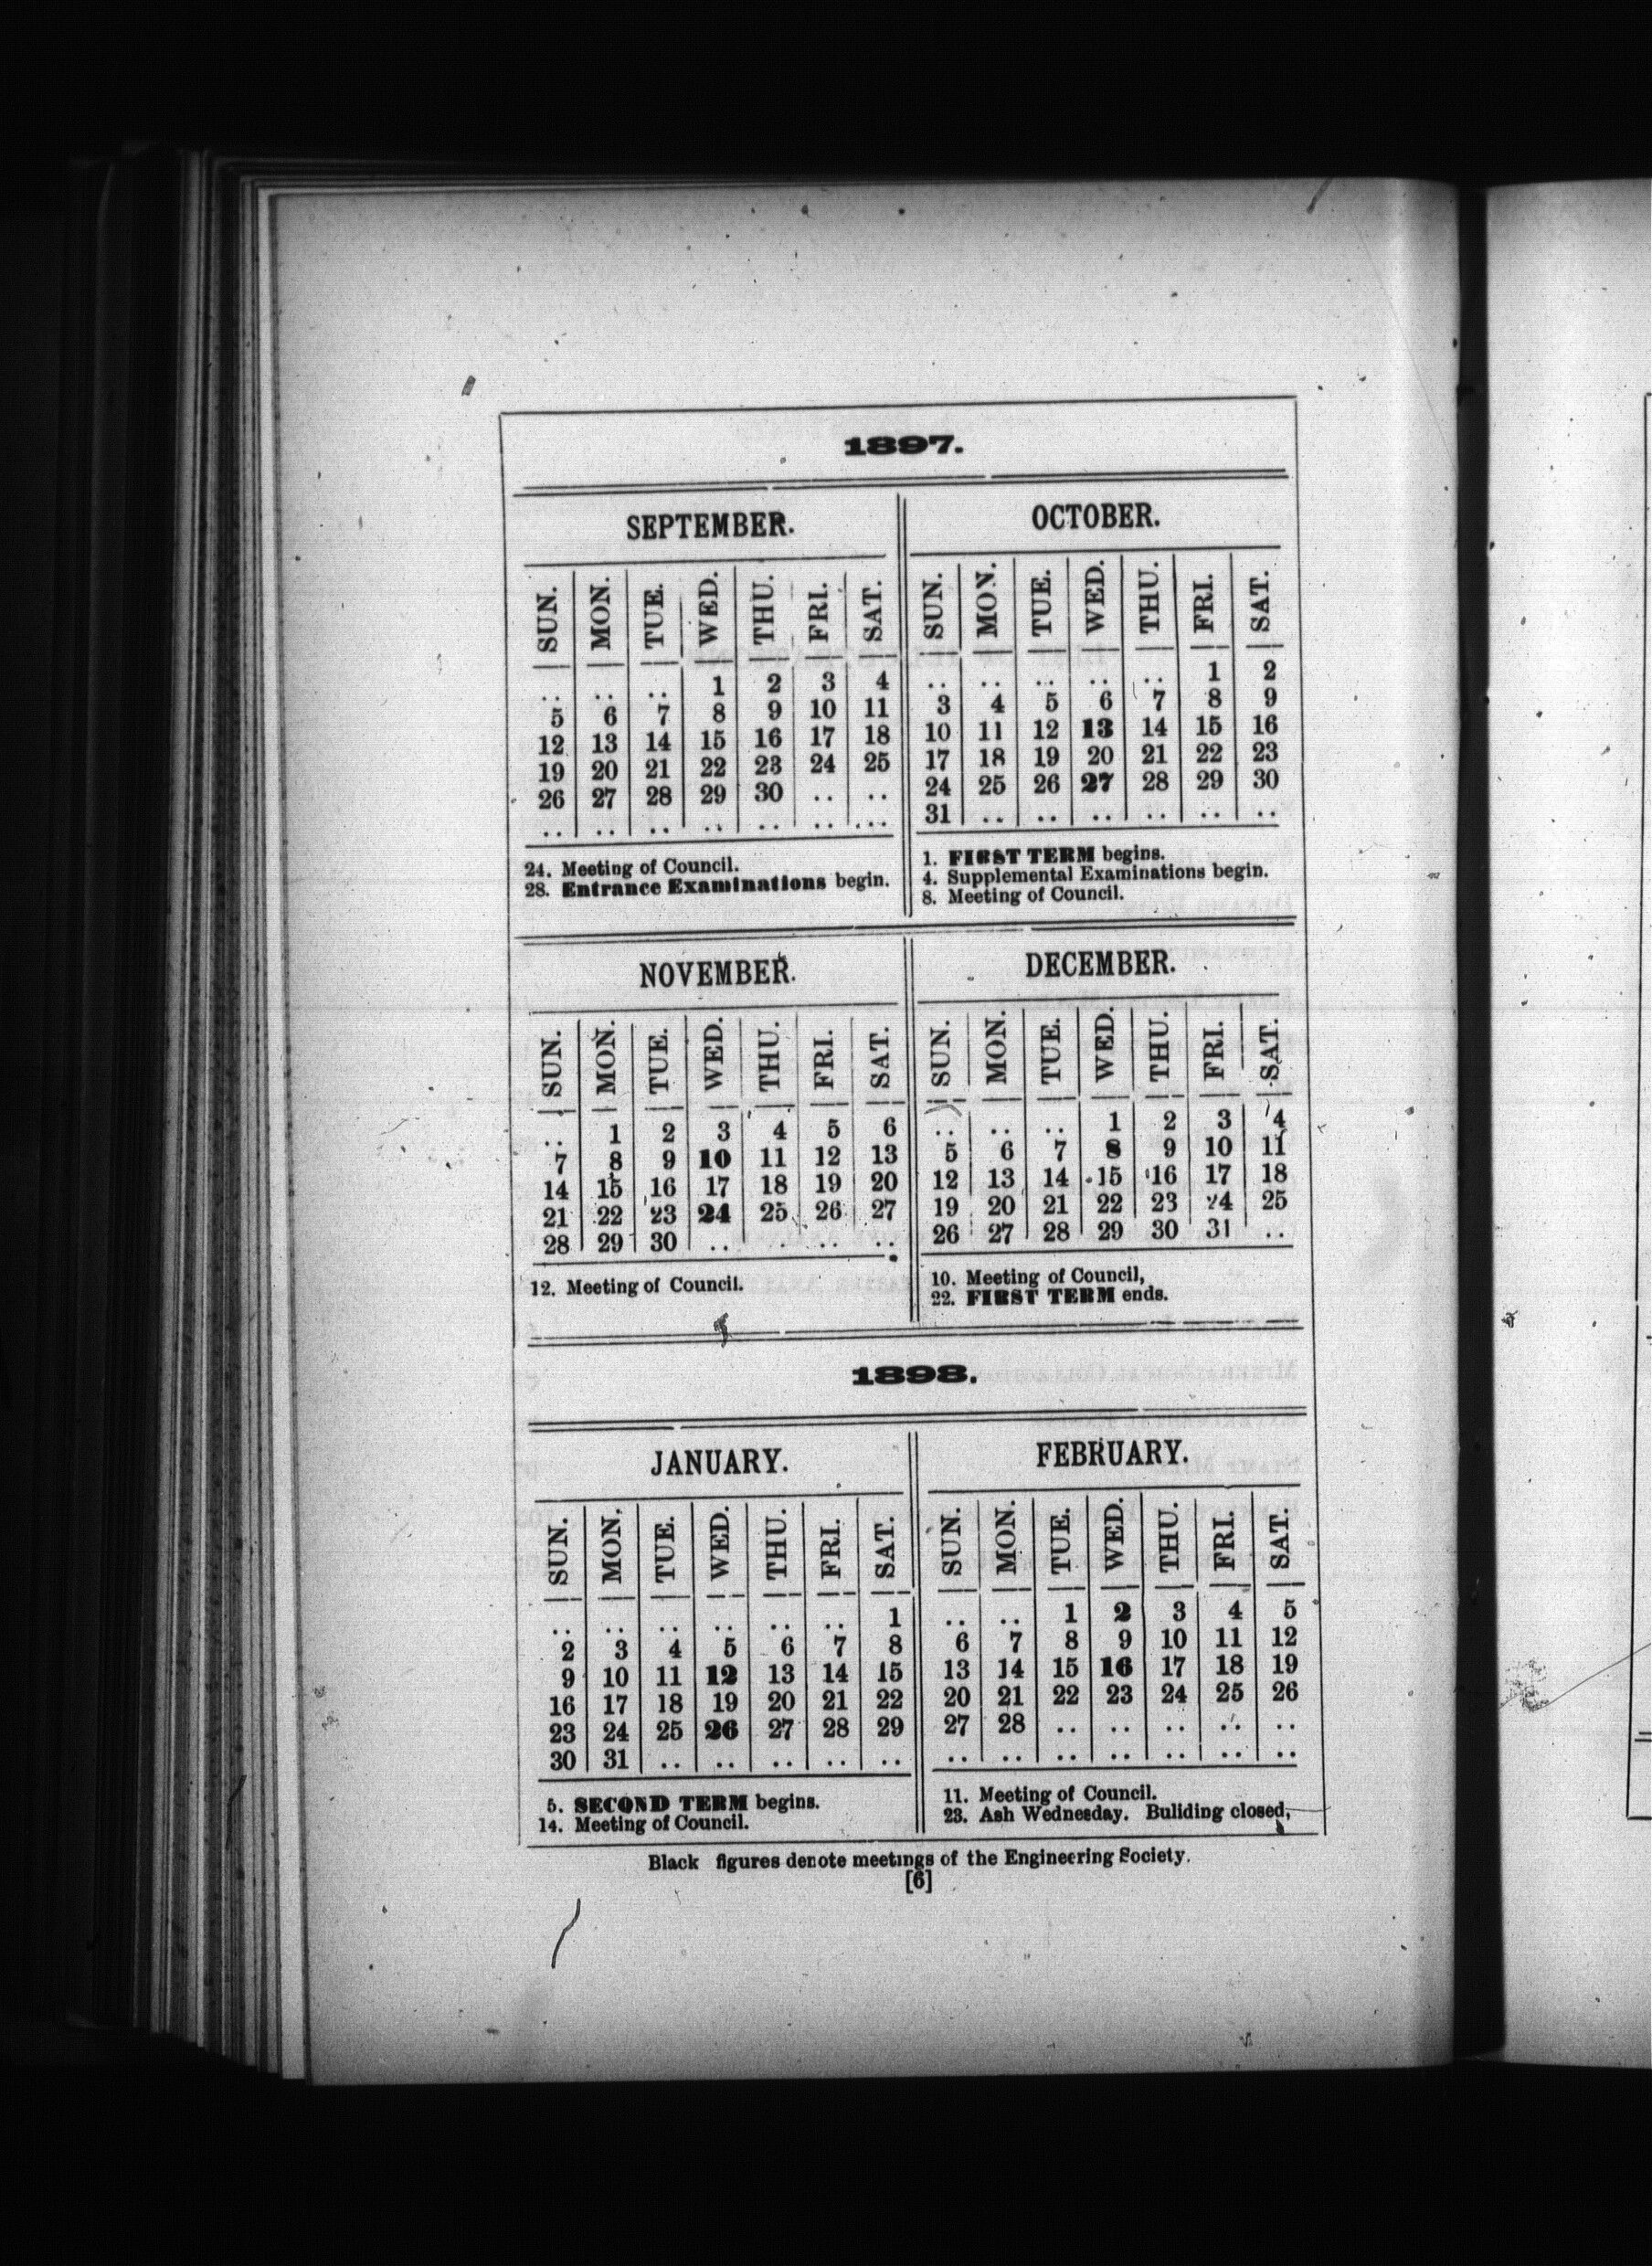 1897.
SEPTEMBER.
SUN. MON. TUE. WED. THU. FRI. SAT.
.. .. .. 1 2 3 4
5 6 7 8 9 10 11
12 13 14 15 16 17 18
19 20 21 22 23 24 25
26 27 28 29 30 .. ..
.. .. .. .. .. .. ..
24. Meeting of Council.
28. Entrance Examinations begin.
OCTOBER.
SUN. MON. TUE. WED. THU. FRI. SAT.
.. .. .. .. .. 1 2
3 4 5 6 7 8 9
10 11 12 13 14 15 16
17 18 19 20 21 22 23
24 25 26 27 28 29 30
31 .. .. .. .. .. ..
1. FIRST TERM begins.
4. Supplemental Examinations begin.
8. Meeting of Council.
NOVEMBER.
SUN. MON. TUE. WED. THU. FRI. SAT.
.. 1 2 3 4 5 6
7 8 9 10 11 12 13
14 15 16 17 18 19 20
21 22 23 24 25 26 27
28 29 30 .. .. .. ..
12. Meeting of Council.
DECEMBER.
SUN. MON. TUE. WED. THU. FRI. SAT.
.. .. .. 1 2 3 4
5 6 7 8 9 10 11
12 13 14 15 16 17 18
19 20 21 22 23 24 25
26 27 28 29 30 31 ..
10. Meeting of Council,
22. FIRST TERM ends.
1898.
JANUARY.
SUN. MON. TUE. WED. THU. FRI. SAT.
.. .. .. .. .. .. 1
2 3 4 5 6 7 8
9 10 11 12 13 14 15
16 17 18 19 20 21 22
23 24 25 26 27 28 29
30 31 .. .. .. .. ..
5. SECOND TERM begins.
14. Meeting of Council.
FEBRUARY.
SUN. MON. TUE. WED. THU. FRI. SAT.
.. .. 1 2 3 4 5
6 7 8 9 10 11 12
13 14 15 16 17 18 19
20 21 22 23 24 25 26
27 28 .. .. .. .. ..
.. .. .. .. .. .. ..
11. Meeting of Council.
23. Ash Wednesday. Buliding closed,
Black figures denote meetings of the Engineering Society.
[6]